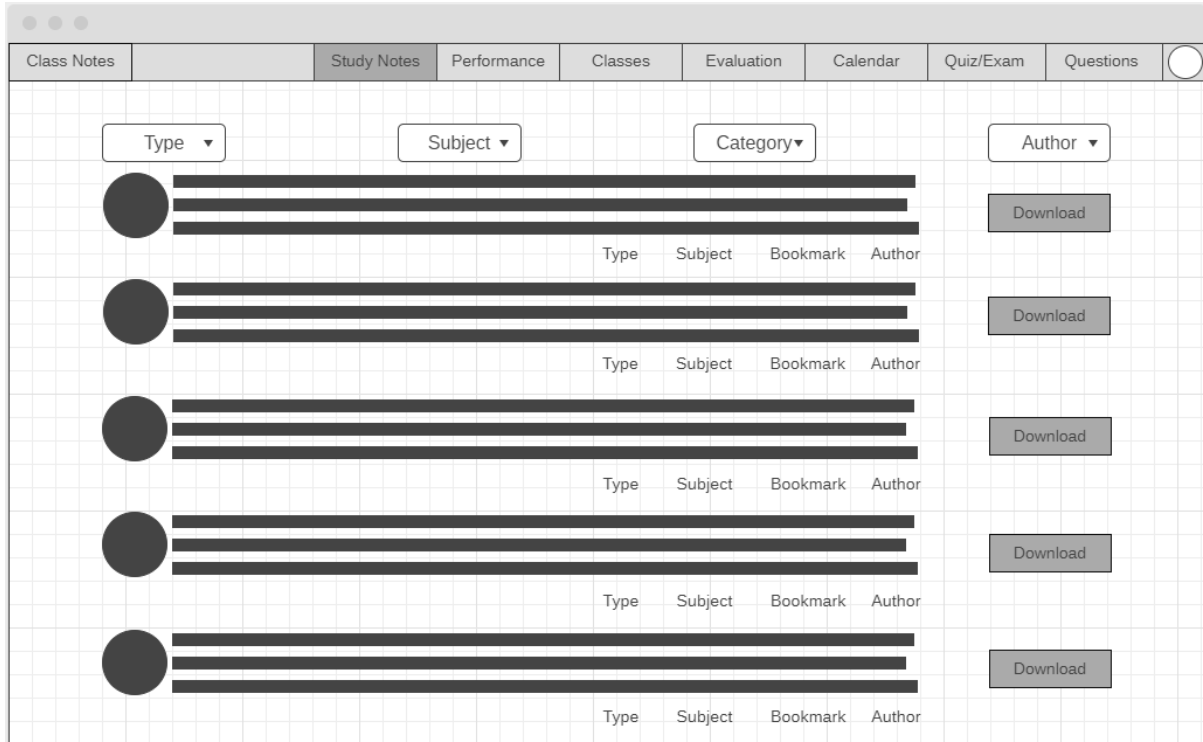 Class Notes Study Notes Performance Classes Evaluation Calendar Quiz/Exam Questions
Type Subject Category Author
Download
Type Subject Bookmark Author
Download
Type Subject Bookmark Author
Download
Type Subject Bookmark Author
Download
Type Subject Bookmark Author
Download
Type Subject Bookmark Author